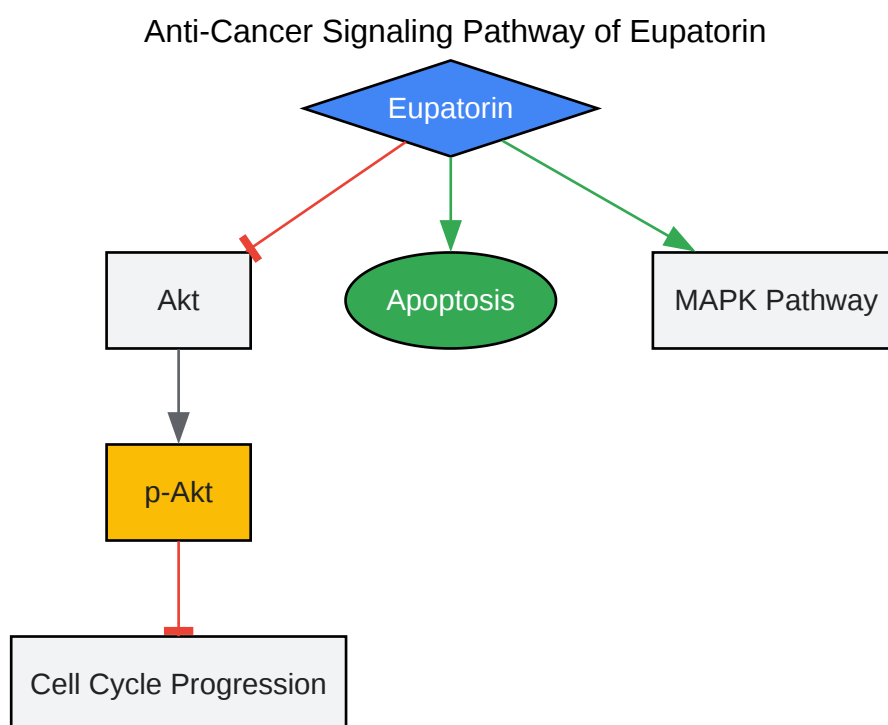 Anti-Cancer Signaling Pathway of Eupatorin
Eupatorin
Akt
Apoptosis
MAPK Pathway
p-Akt
Cell Cycle Progression